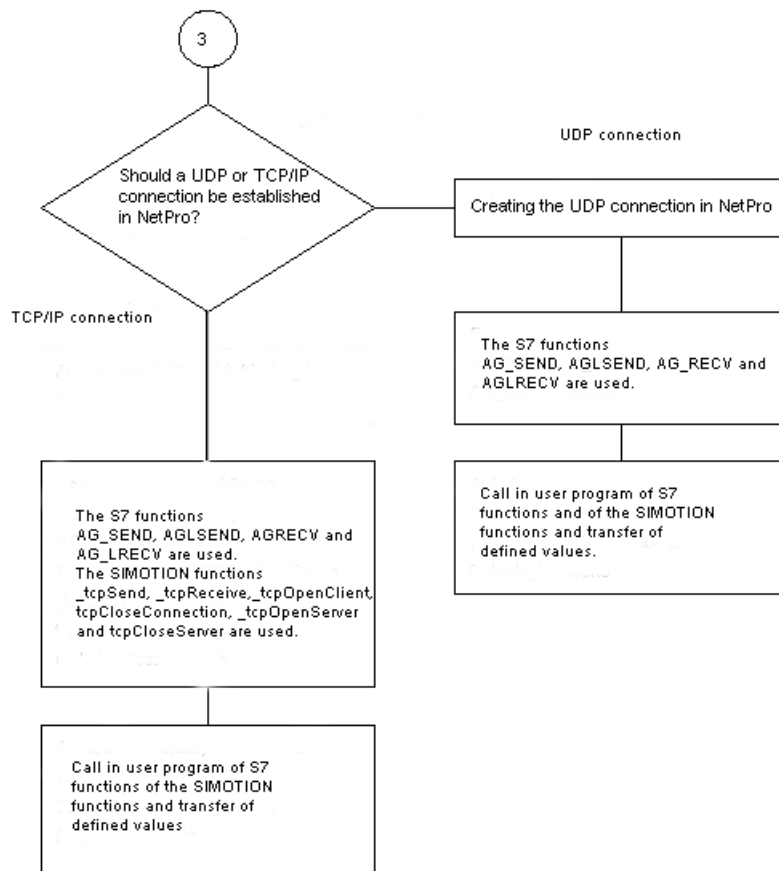 3
Should a UDP or TCP/IP
connection be established
in NetPro?
UDP connection
Creating the UDP connection in NetPro
TCP/IP connection
The S7 functions
AG_SEND, AGLSEND, AG_RECV and
AGLRECV are used.
Call in user program of S7
functions and of the SIMOTION
functions and transfer of
defined values.
The S7 functions
AG_SEND, AGLSEND, AGRECV and
AG_LRECV are used.
The SIMOTION functions
_tcpSend, _tcpReceive,_tcpOpenClient,
tcpCloseConnection, _tcpOpenServer
and tcpCloseServer are used.
Call in user program of S7
functions of the SIMOTION
functions and transfer of
defined values